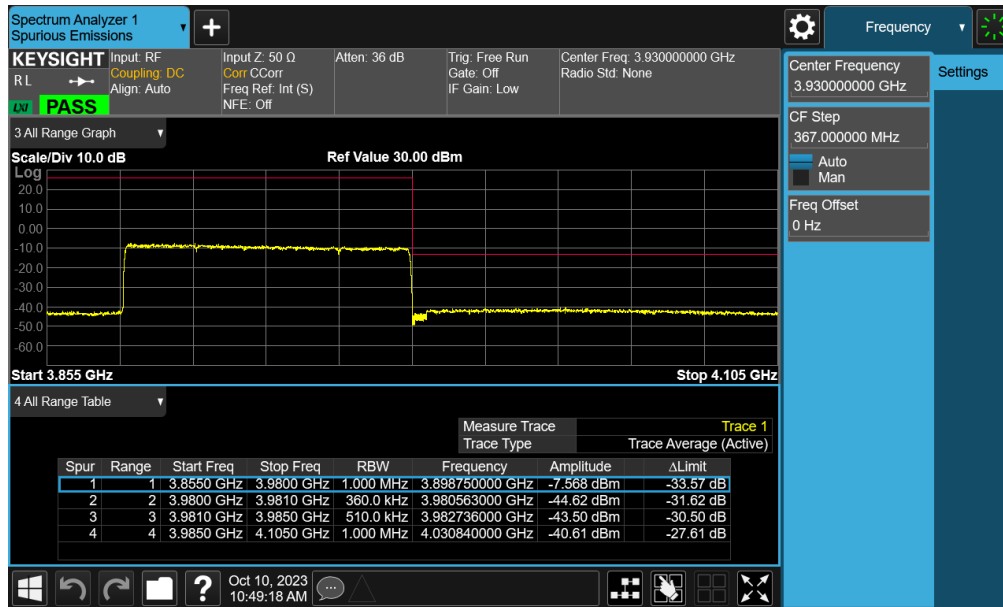 Spectrum Analyzer 1
Spurious Emissions
+
Frequency
KEYSIGHT
R L
LXI PASS
Input: RF
Coupling: DC
Align: Auto
Input Z: 50 Ω
Corr CCorr
Freq Ref: Int (S)
NFE: Off
Atten: 36 dB
Trig: Free Run
Gate: Off
IF Gain: Low
Center Freq: 3.930000000 GHz
Radio Std: None
Center Frequency
3.930000000 GHz
Settings
CF Step
367.000000 MHz
Auto
Man
Freq Offset
0 Hz
3 All Range Graph
Scale/Div 10.0 dB Ref Value 30.00 dBm
Log
20.0
10.0
0.00
-10.0
-20.0
-30.0
-40.0
-50.0
-60.0
Start 3.855 GHz Stop 4.105 GHz
4 All Range Table
Measure Trace Trace 1
Trace Type Trace Average (Active)
Spur Range Start Freq Stop Freq RBW Frequency Amplitude ΔLimit
1 1 3.8550 GHz 3.9800 GHz 1.000 MHz 3.898750000 GHz -7.568 dBm -33.57 dB
2 2 3.9800 GHz 3.9810 GHz 360.0 kHz 3.980563000 GHz -44.62 dBm -31.62 dB
3 3 3.9810 GHz 3.9850 GHz 510.0 kHz 3.982736000 GHz -43.50 dBm -30.50 dB
4 4 3.9850 GHz 4.1050 GHz 1.000 MHz 4.030840000 GHz -40.61 dBm -27.61 dB
?
Oct 10, 2023
10:49:18 AM